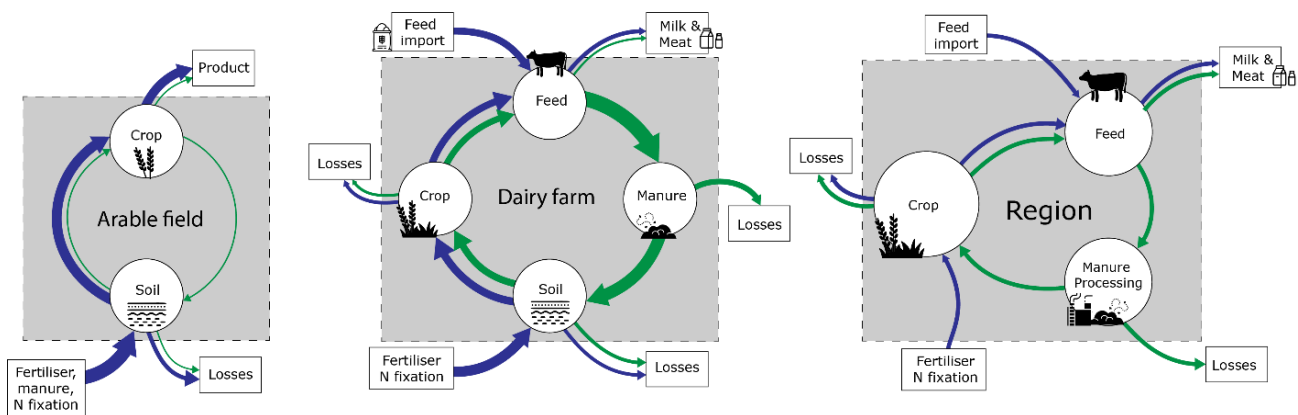 Product
Crop
Arable field
Soil
Fertiliser,
manure,
N fixation
Losses
Feed
import
Milk &
Meat
Feed
Losses
Crop
Dairy farm
Manure
Losses
Soil
Fertiliser
N fixation
Losses
Feed
import
Milk &
Meat
Feed
Losses
Crop
Region
Manure
Processing
Fertiliser
N fixation
Losses